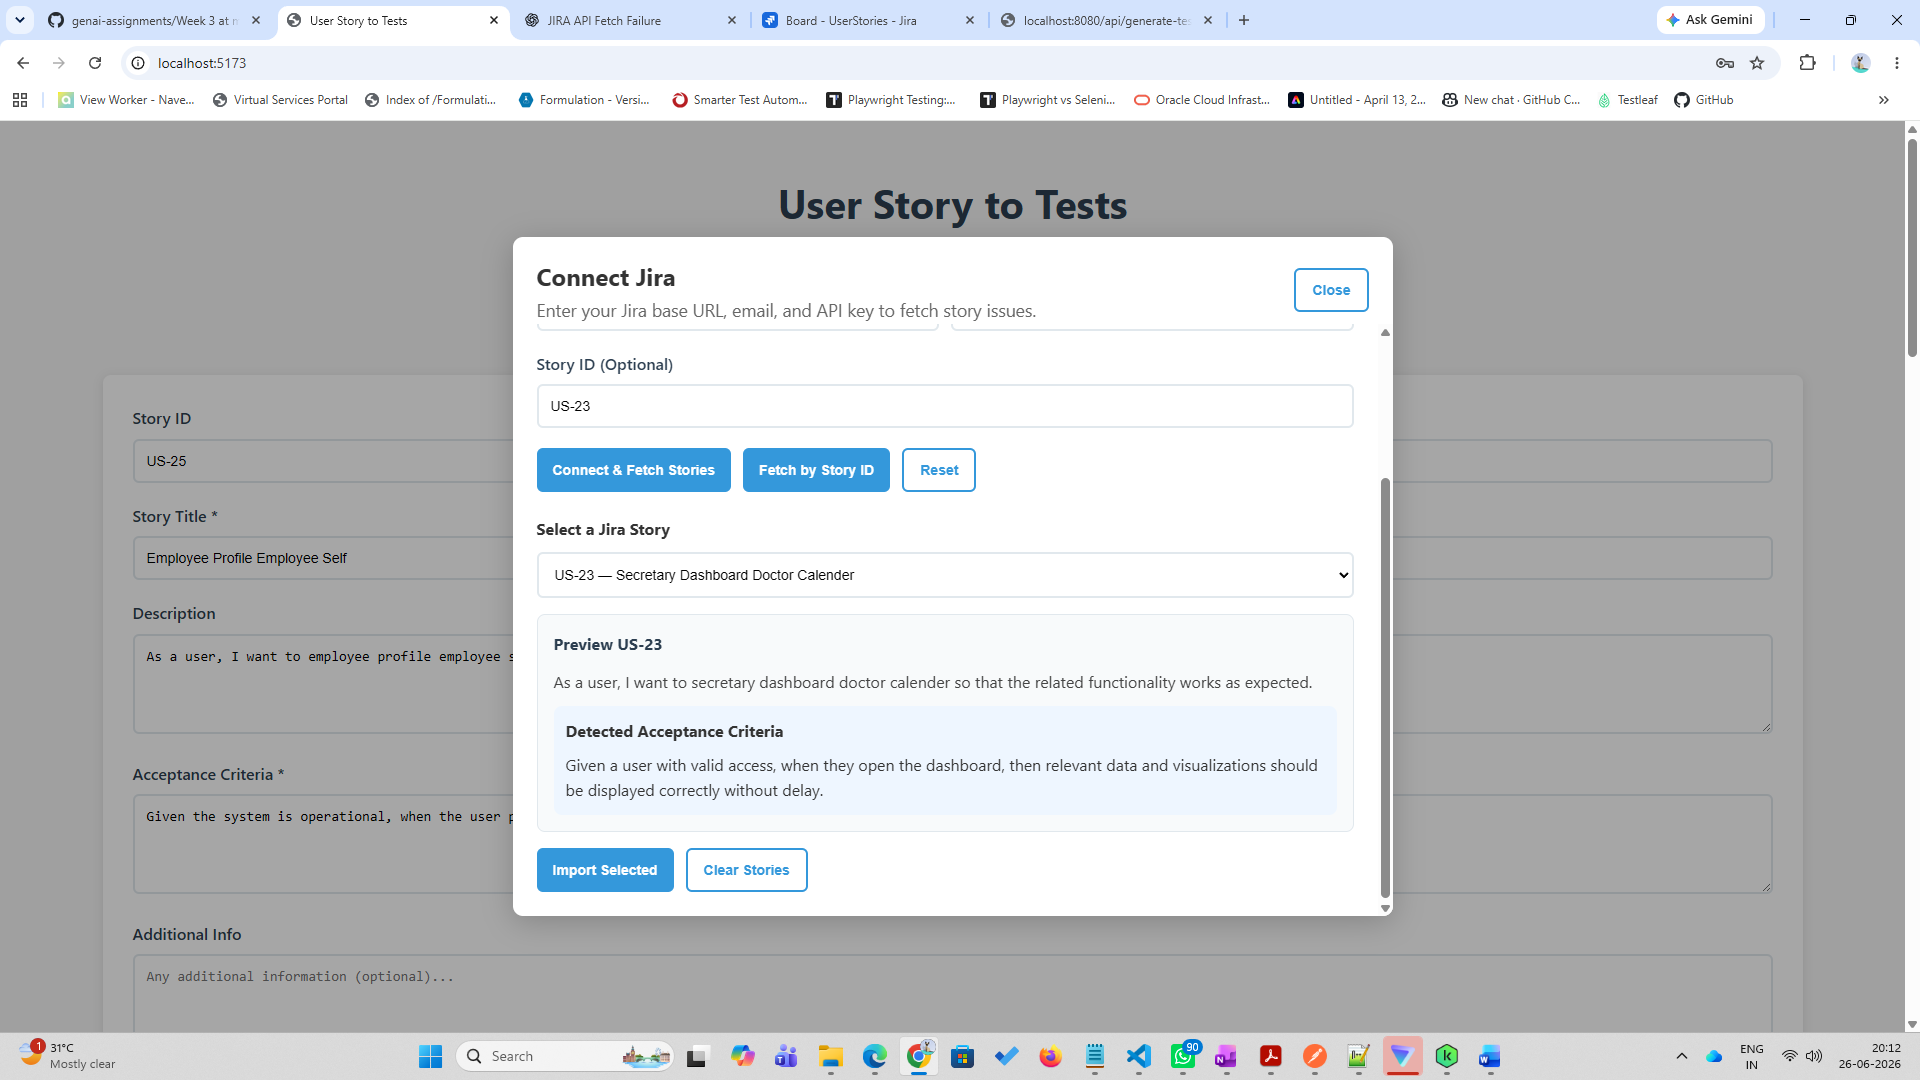 genai-assignments/Week 3 at m
User Story to Tests
JIRA API Fetch Failure
Board - UserStories - Jira
localhost:8080/api/generate-te
Ask Gemini
localhost:5173
View Worker - Nave...
Virtual Services Portal
Index of /Formulati...
Formulation - Versi...
Smarter Test Autom...
Playwright Testing:...
Playwright vs Seleni...
Oracle Cloud Infrast...
Untitled - April 13, 2...
New chat · GitHub C...
Testleaf
GitHub
User Story to Tests
Connect Jira
Enter your Jira base URL, email, and API key to fetch story issues.
Close
Story ID (Optional)
US-23
Connect & Fetch Stories
Fetch by Story ID
Reset
Select a Jira Story
US-23 — Secretary Dashboard Doctor Calender
Preview US-23
As a user, I want to secretary dashboard doctor calender so that the related functionality works as expected.
Detected Acceptance Criteria
Given a user with valid access, when they open the dashboard, then relevant data and visualizations should
be displayed correctly without delay.
Import Selected
Clear Stories
Story ID
US-25
Story Title *
Employee Profile Employee Self
Description
As a user, I want to employee profile employee s
Acceptance Criteria *
Given the system is operational, when the user p
Additional Info
Any additional information (optional)...
1
31°C
Mostly clear
Search
90
ENG
IN
20:12
26-06-2026